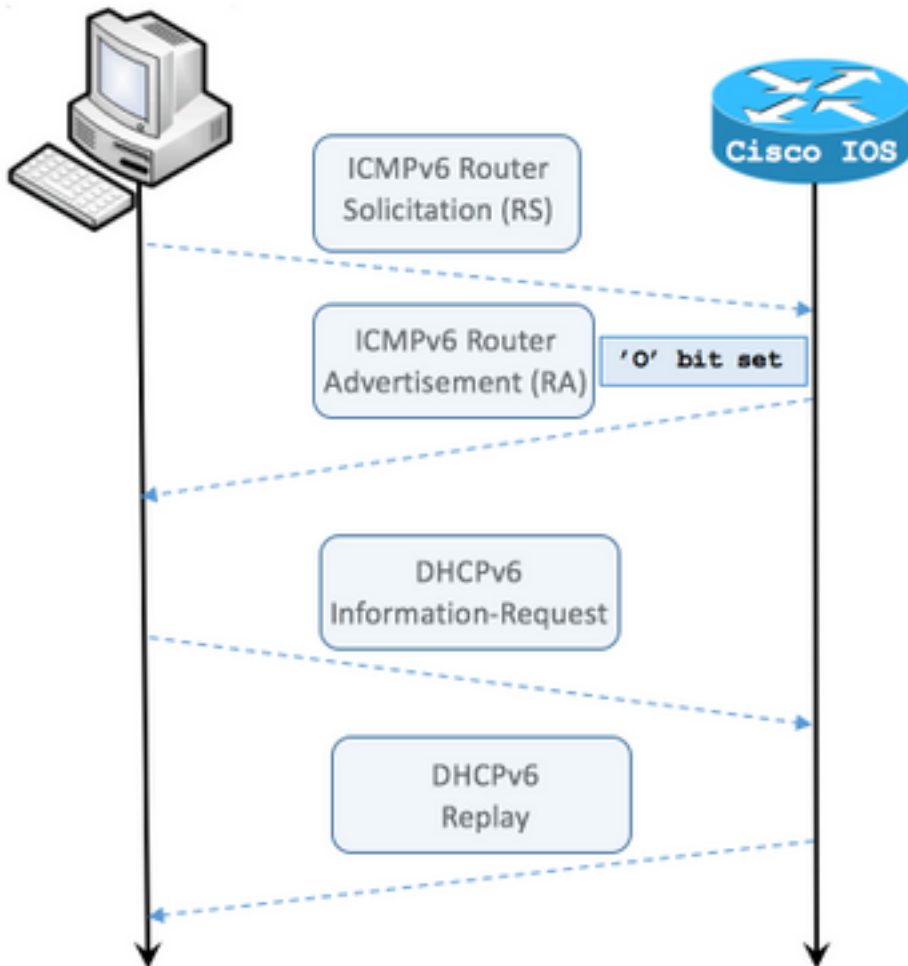 Cisco IOS
ICMPv6 Router
Solicitation (RS)
ICMPv6 Router
Advertisement (RA)
’O’ bit set
DHCPv6
Information-Request
DHCPv6
Replay